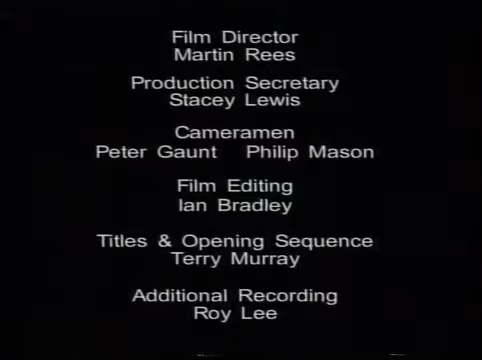 Film Director
Martin Rees
Production Secretary
Stacey Lewis
Cameramen
Peter Gaunt Philip Mason
Film Editing
Ian Bradley
Titles & Opening Sequence
Terry Murray
Additional Recording
Roy Lee